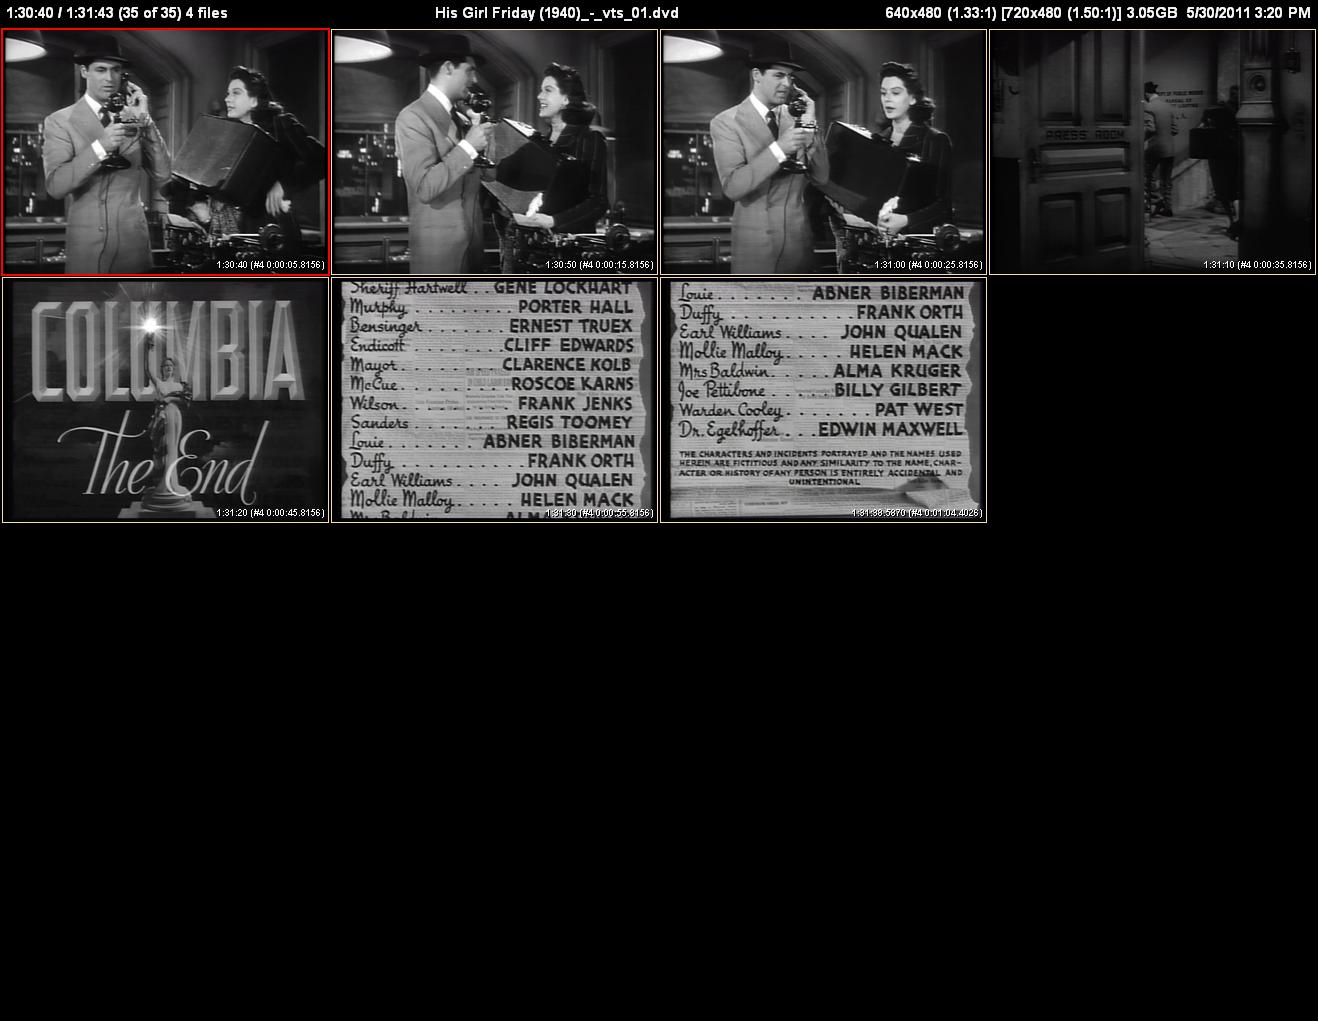 1:30:40 / 1:31:43 (35 of 35) 4 files
His Girl Friday (1940)_-_vts_01.dvd
640x480 (1.33:1) [720x480 (1.50:1)] 3.05GB 5/30/2011 3:20 PM
1:30:40 (#4 0:00:05.8156)
1:30:50 (#4 0:00:15.8156)
1:31:00 (#4 0:00:25.8156)
PRESS ROOM
1:31:10 (#4 0:00:35.8156)
COLUMBIA
The End
1:31:20 (#4 0:00:45.8156)
Sheriff Hartwell . . GENE LOCKHART
Murphy . . . . . . . . . PORTER HALL
Bensinger . . . . . . . . ERNEST TRUEX
Endicott . . . . . . . . CLIFF EDWARDS
Mayor . . . . . . . . . CLARENCE KOLB
McCue . . . . . . . . . ROSCOE KARNS
Wilson . . . . . . . . . . FRANK JENKS
Sanders . . . . . . . . REGIS TOOMEY
Louie . . . . . . . ABNER BIBERMAN
Duffy . . . . . . . . . . . FRANK ORTH
Earl Williams . . . . JOHN QUALEN
Mollie Malloy . . . . . HELEN MACK
1:31:30 (#4 0:00:55.8156)
Louie . . . . . . . ABNER BIBERMAN
Duffy . . . . . . . . . . . FRANK ORTH
Earl Williams . . . . JOHN QUALEN
Mollie Malloy . . . . . HELEN MACK
Mrs Baldwin . . . . . ALMA KRUGER
Joe Pettibone . . . . BILLY GILBERT
Warden Cooley . . . . . . . PAT WEST
Dr. Egelhoffer . . . EDWIN MAXWELL
THE CHARACTERS AND INCIDENTS PORTRAYED AND THE NAMES USED
HEREIN ARE FICTITIOUS AND ANY SIMILARITY TO THE NAME, CHAR-
ACTER OR HISTORY OF ANY PERSON IS ENTIRELY ACCIDENTAL AND
UNINTENTIONAL
1:31:38.5870 (#4 0:01:04.4026)